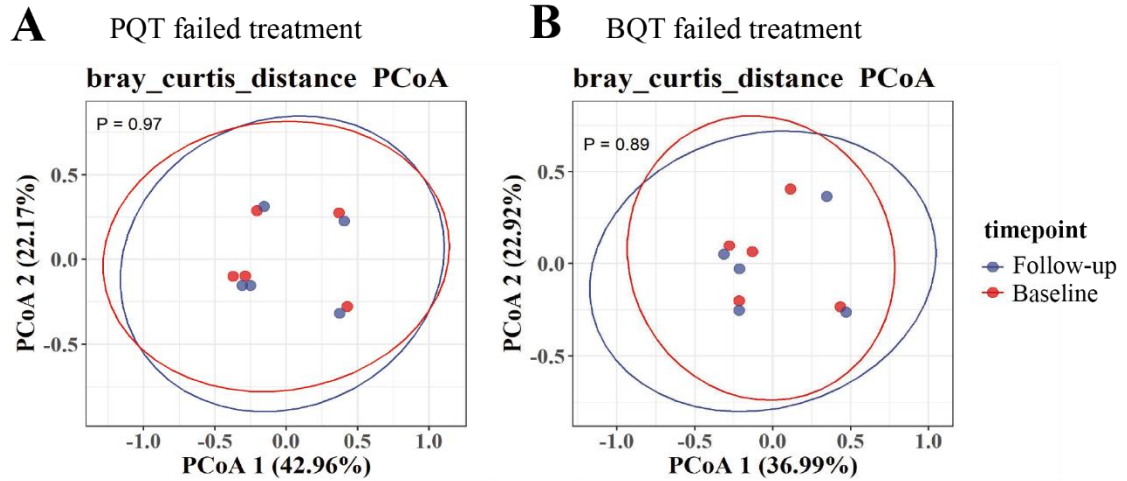 A PQT failed treatment
bray_curtis_distance PCoA
P = 0.97
0.5
0.0
-0.5
-1.0 -0.5 0.0 0.5 1.0
PCoA 1 (42.96%)
PCoA 2 (22.17%)
B BQT failed treatment
bray_curtis_distance PCoA
P = 0.89
0.5
0.0
-0.5
-1.0 -0.5 0.0 0.5 1.0
PCoA 1 (36.99%)
PCoA 2 (22.92%)
timepoint
Follow-up
Baseline